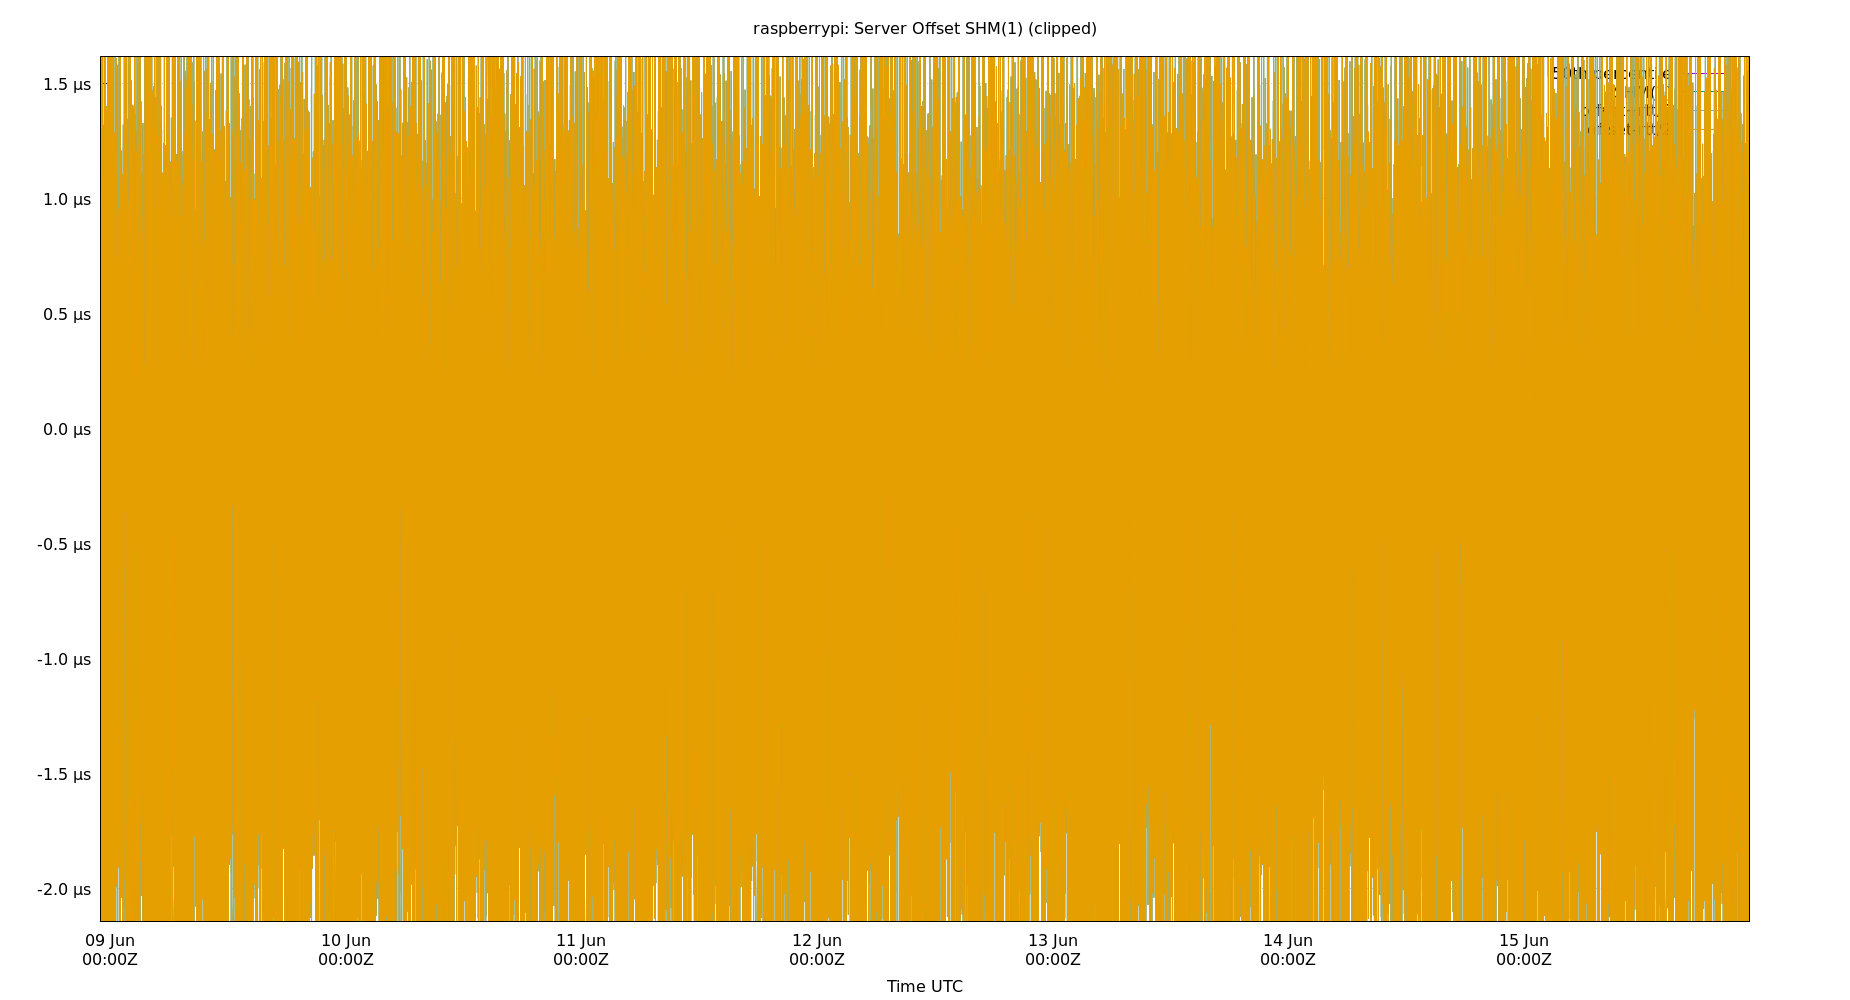 raspberrypi: Server Offset SHM(1) (clipped)
1.5 µs
1.0 µs
0.5 µs
0.0 µs
-0.5 µs
-1.0 µs
-1.5 µs
-2.0 µs
09 Jun 10 Jun 11 Jun 12 Jun 13 Jun 14 Jun 15 Jun
00:00Z 00:00Z 00:00Z 00:00Z 00:00Z 00:00Z 00:00Z
Time UTC